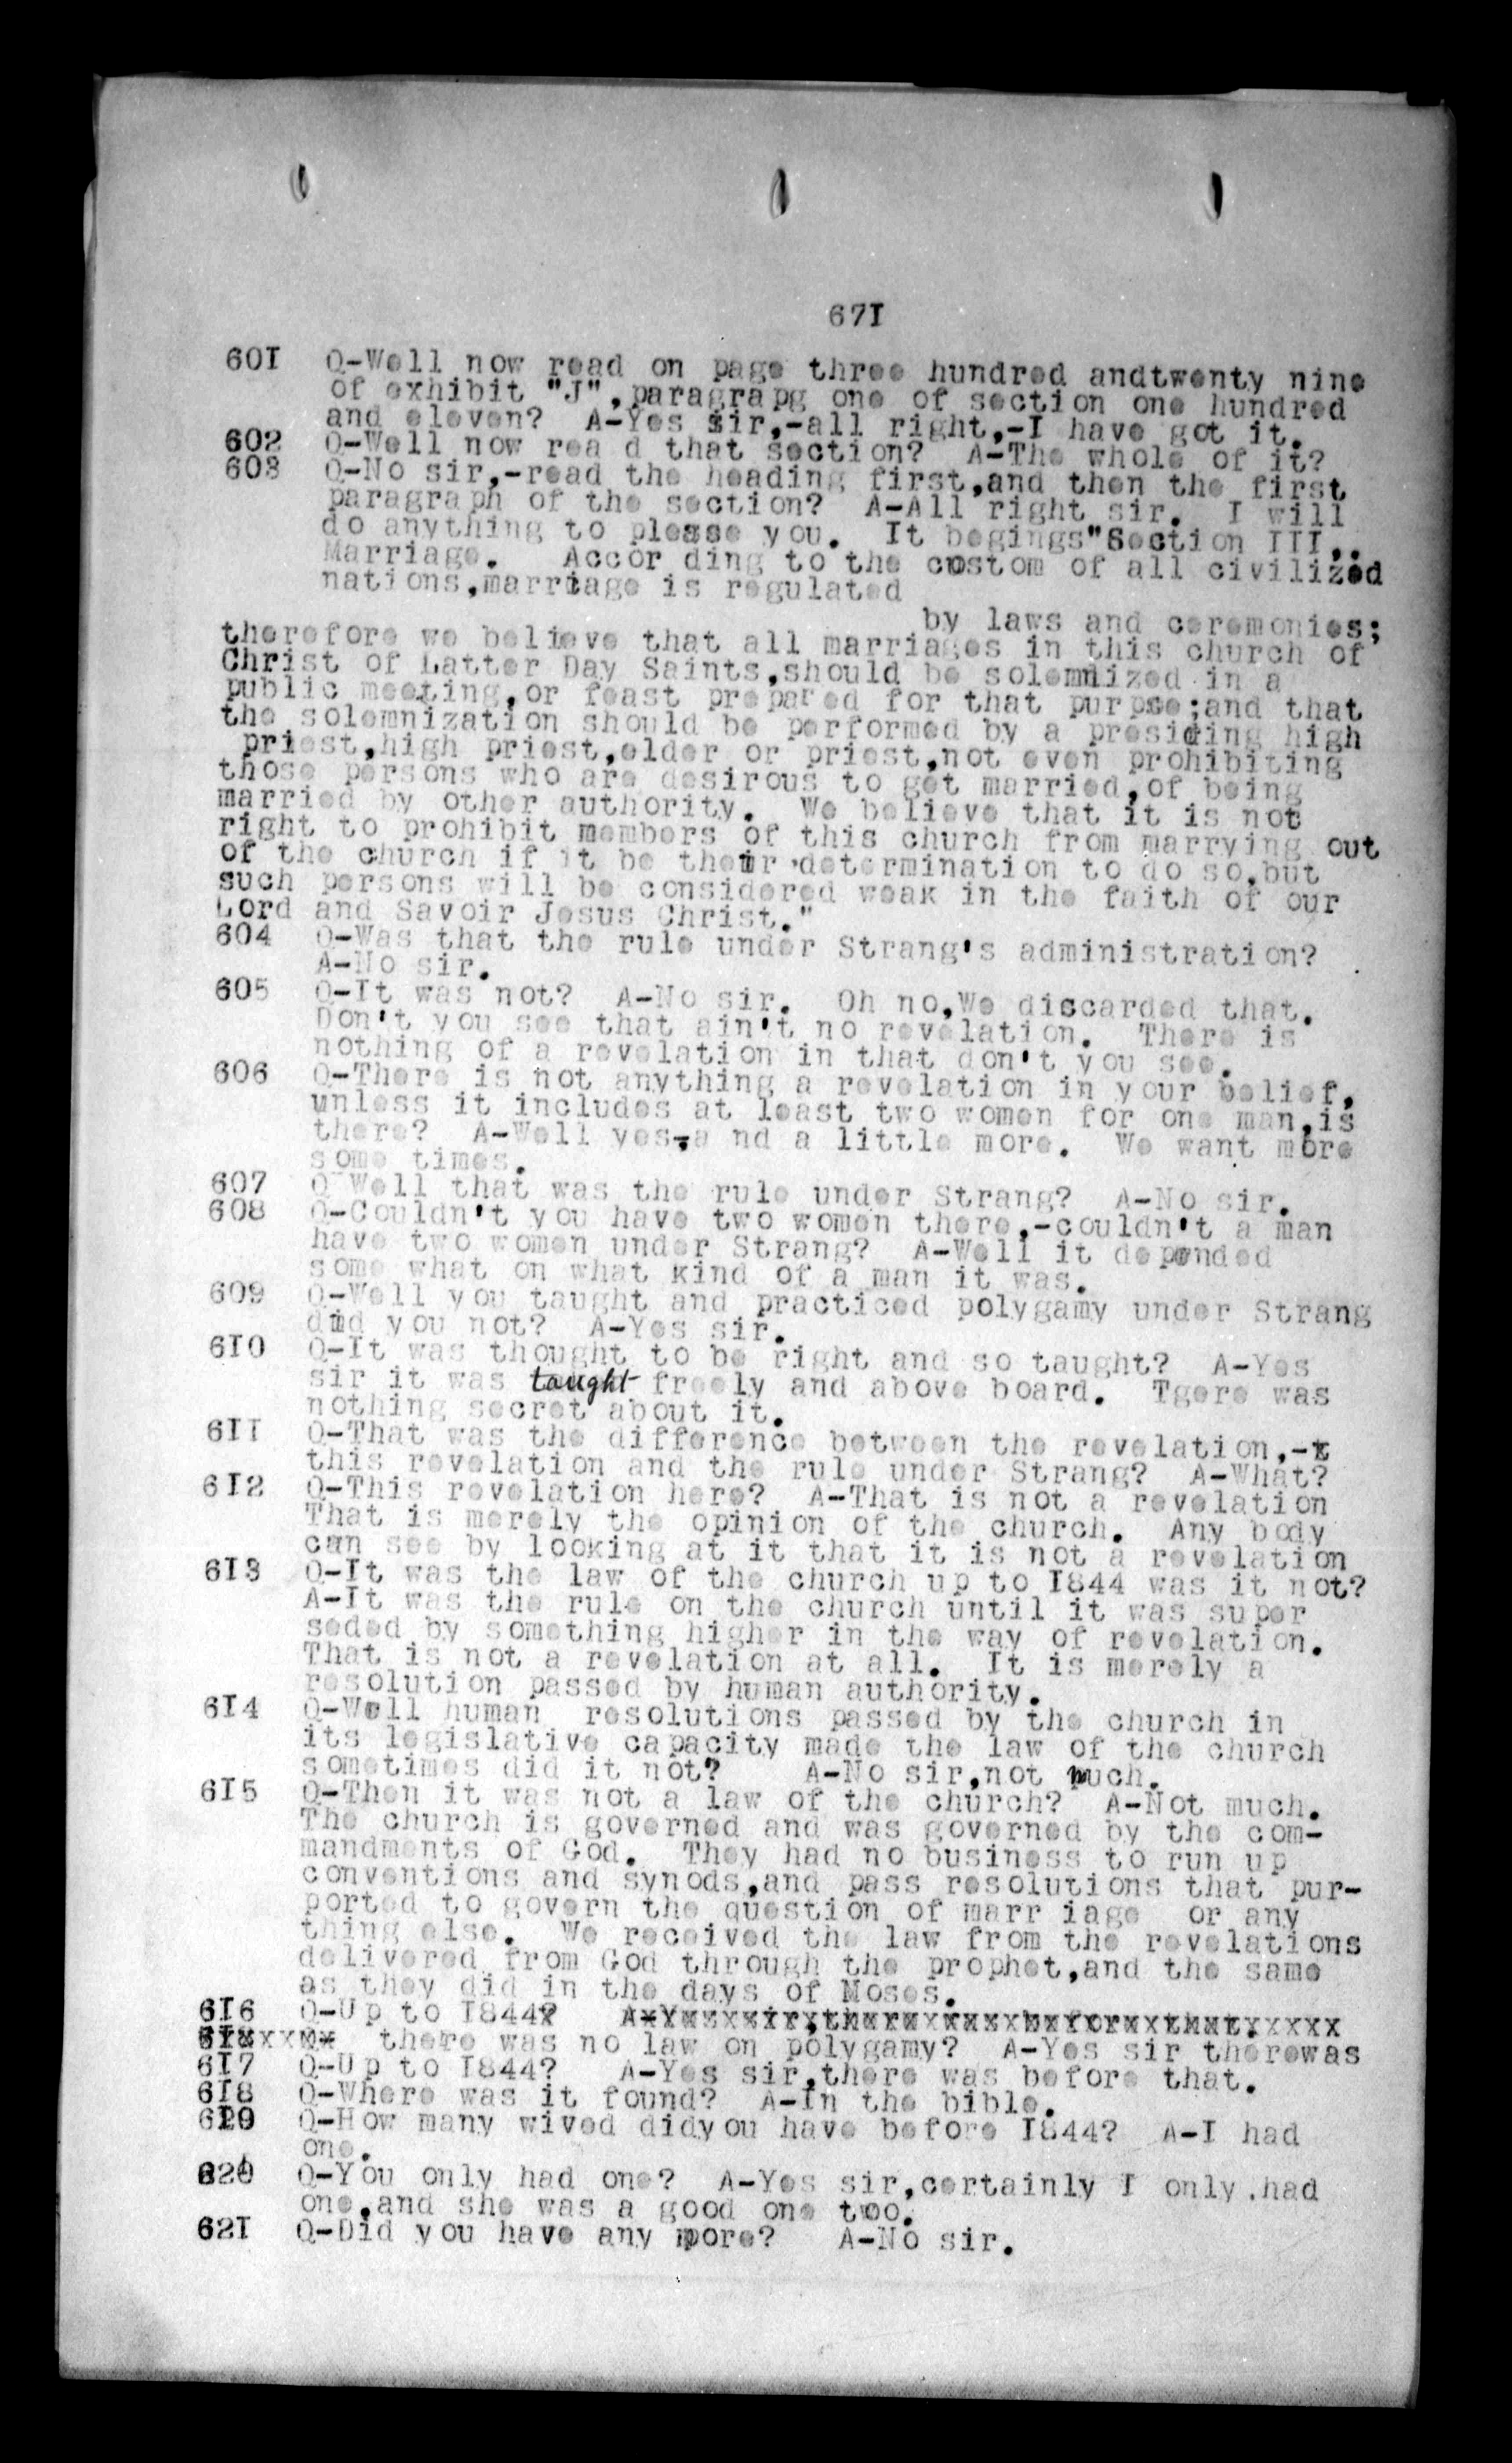 671
601 Q-Well now read on page three hundred andtwenty nine
of exhibit "J",paragrapg one of section one hundred
and eleven? A-Yes sir,-all right,-I have got it.
602 Q-Well now rea d that section? A-The whole of it?
603 Q-No sir,-read the heading first,and then the first
paragraph of the section? A-All right sir. I will
do anything to please you. It begings"Section III,.
Marriage. Accor ding to the custom of all civilized
nations,marriage is regulated
by laws and ceremonies;
therefore we believe that all marriages in this church of
Christ of Latter Day Saints,should be solemnized in a
public meeting,or feast prepared for that purpse;and that
the solemnization should be performed by a presiding high
priest,high priest,elder or priest,not even prohibiting
those persons who are desirous to get married,of being
married by other authority. We believe that it is not
right to prohibit members of this church from marrying out
of the church if it be their determination to do so,but
such persons will be considered weak in the faith of our
Lord and Savoir Jesus Christ."
604 Q-Was that the rule under Strang's administration?
A-No sir.
605 Q-It was not? A-No sir. Oh no,We discarded that.
Don't you see that ain't no revelation. There is
nothing of a revelation in that don't you see.
606 Q-There is not anything a revelation in your belief,
unless it includes at least two women for one man,is
there? A-Well yes,a nd a little more. We want more
some times.
607 Q-Well that was the rule under Strang? A-No sir.
608 Q-Couldn't you have two women there,-couldn't a man
have two women under Strang? A-Well it depended
some what on what kind of a man it was.
609 Q-Well you taught and practiced polygamy under Strang
did you not? A-Yes sir.
610 Q-It was thought to be right and so taught? A-Yes
sir it was taught freely and above board. Tgere was
nothing secret about it.
611 Q-That was the difference between the revelation,-t
this revelation and the rule under Strang? A-What?
612 Q-This revelation here? A-That is not a revelation
That is merely the opinion of the church. Any body
can see by looking at it that it is not a revelation
613 Q-It was the law of the church up to 1844 was it not?
A-It was the rule on the church until it was super
seded by something higher in the way of revelation.
That is not a revelation at all. It is merely a
resolution passed by human authority.
614 Q-Well human resolutions passed by the church in
its legislative capacity made the law of the church
sometimes did it not? A-No sir,not much.
615 Q-Then it was not a law of the church? A-Not much.
The church is governed and was governed by the com-
mandments of God. They had no business to run up
conventions and synods,and pass resolutions that pur-
ported to govern the question of marr iage or any
thing else. We received the law from the revelations
delivered from God through the prophet,and the same
as they did in the days of Moses.
616 Q-Up to 1844? A-Yes sir,there was before that.xxxxx
there was no law on polygamy? A-Yes sir therewas
617 Q-Up to 1844? A-Yes sir,there was before that.
618 Q-Where was it found? A-In the bible.
619 Q-How many wived didyou have before 1844? A-I had
one.
620 Q-You only had one? A-Yes sir,certainly I only had
one,and she was a good one too.
621 Q-Did you have any more? A-No sir.